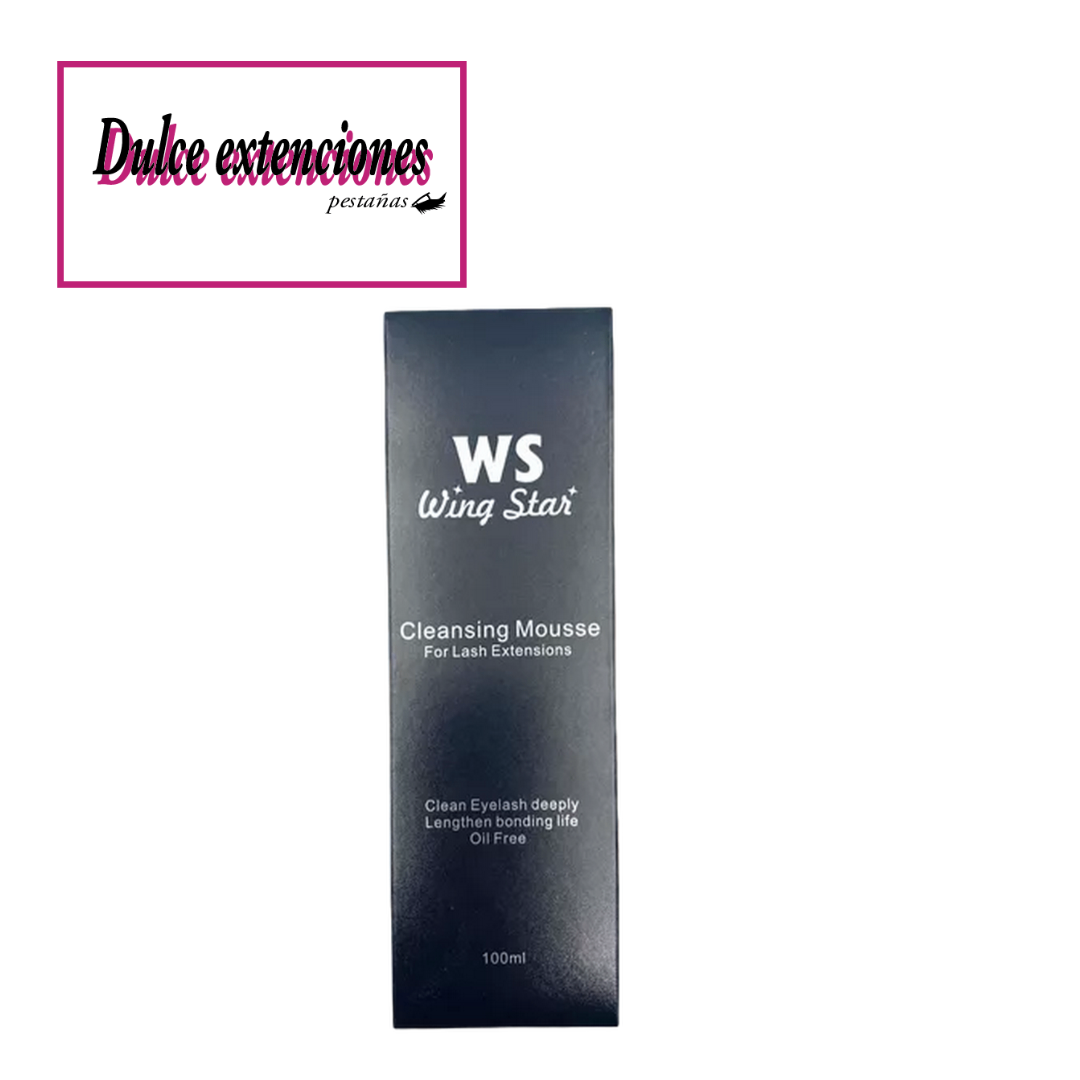 Dulce extenciones
pestañas
WS
Wing Star
Cleansing Mousse
For Lash Extensions
Clean Eyelash deeply
Lengthen bonding life
Oil Free
100ml